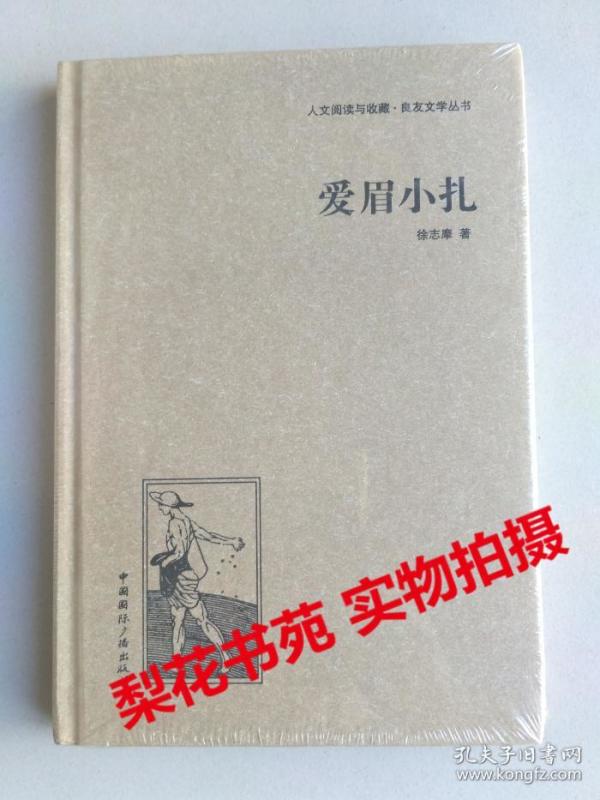 人文阅读与收藏·良友文学丛书
爱眉小扎
徐志摩 著
中国国际广播出版
梨花书苑 实物拍摄
孔夫子旧书网
www.kongfz.com